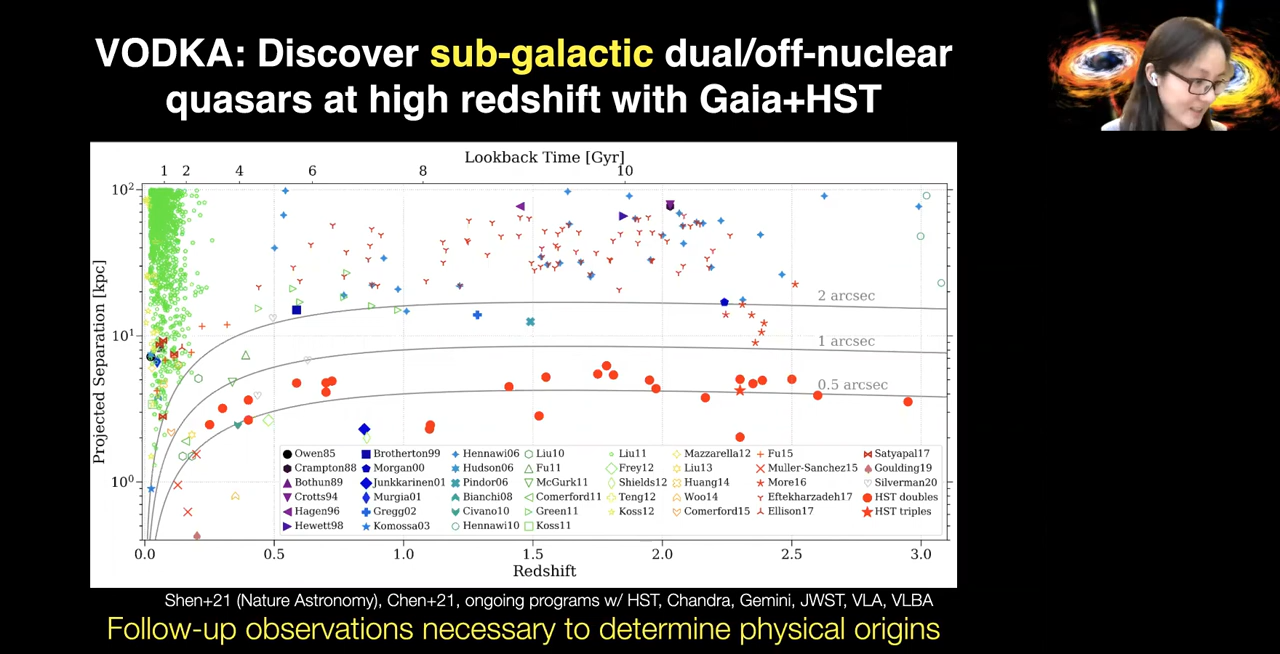 VODKA: Discover sub-galactic dual/off-nuclear
quasars at high redshift with Gaia+HST
Lookback Time [Gyr]
1 2 4 6 8 10
10²
10¹
10⁰
Projected Separation [kpc]
2 arcsec
1 arcsec
0.5 arcsec
Owen85 Brotherton99 Hennawi06 Liu10 Liu11 Mazzarella12 Fu15 Satyapal17
Crampton88 Morgan00 Hudson06 Fu11 Frey12 Liu13 Muller-Sanchez15 Goulding19
Bothun89 Junkkarinen01 Pindor06 McGurk11 Shields12 Huang14 More16 Silverman20
Crotts94 Murgia01 Bianchi08 Comerford11 Teng12 Woo14 Eftekharzadeh17 HST doubles
Hagen96 Gregg02 Civano10 Green11 Koss12 Comerford15 Ellison17 HST triples
Hewett98 Komossa03 Hennawi10 Koss11
0.0 0.5 1.0 1.5 2.0 2.5 3.0
Redshift
Shen+21 (Nature Astronomy), Chen+21, ongoing programs w/ HST, Chandra, Gemini, JWST, VLA, VLBA
Follow-up observations necessary to determine physical origins